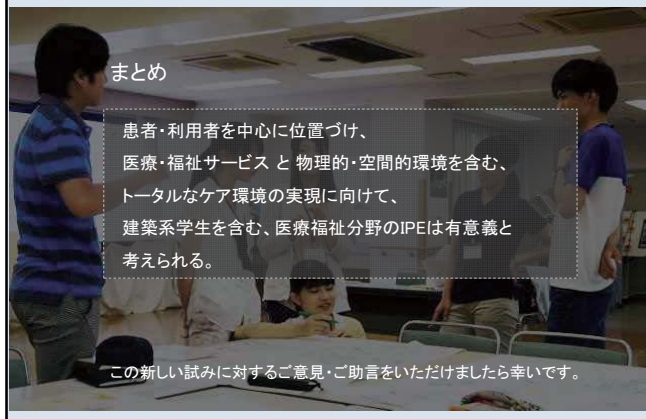 まとめ
患者・利用者を中心に位置づけ、
医療・福祉サービス と 物理的・空間的環境を含む、
トータルなケア環境の実現に向けて、
建築系学生を含む、医療福祉分野のIPEは有意義と
考えられる。
この新しい試みに対するご意見・ご助言をいただけましたら幸いです。